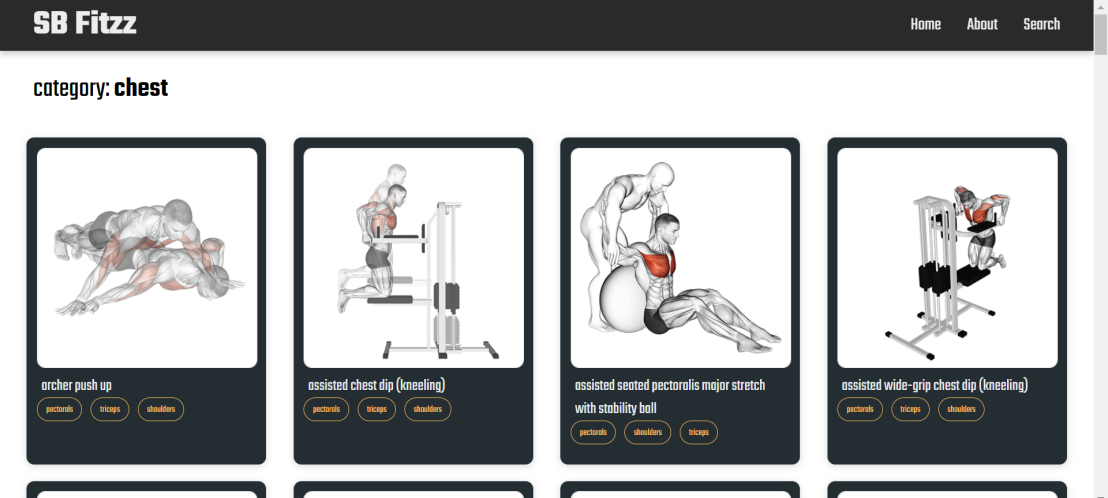 SB Fitzz
Home About Search
category: chest
archer push up
pectorals triceps shoulders
assisted chest dip (kneeling)
pectorals triceps shoulders
assisted seated pectoralis major stretch
with stability ball
pectorals shoulders triceps
assisted wide-grip chest dip (kneeling)
pectorals triceps shoulders